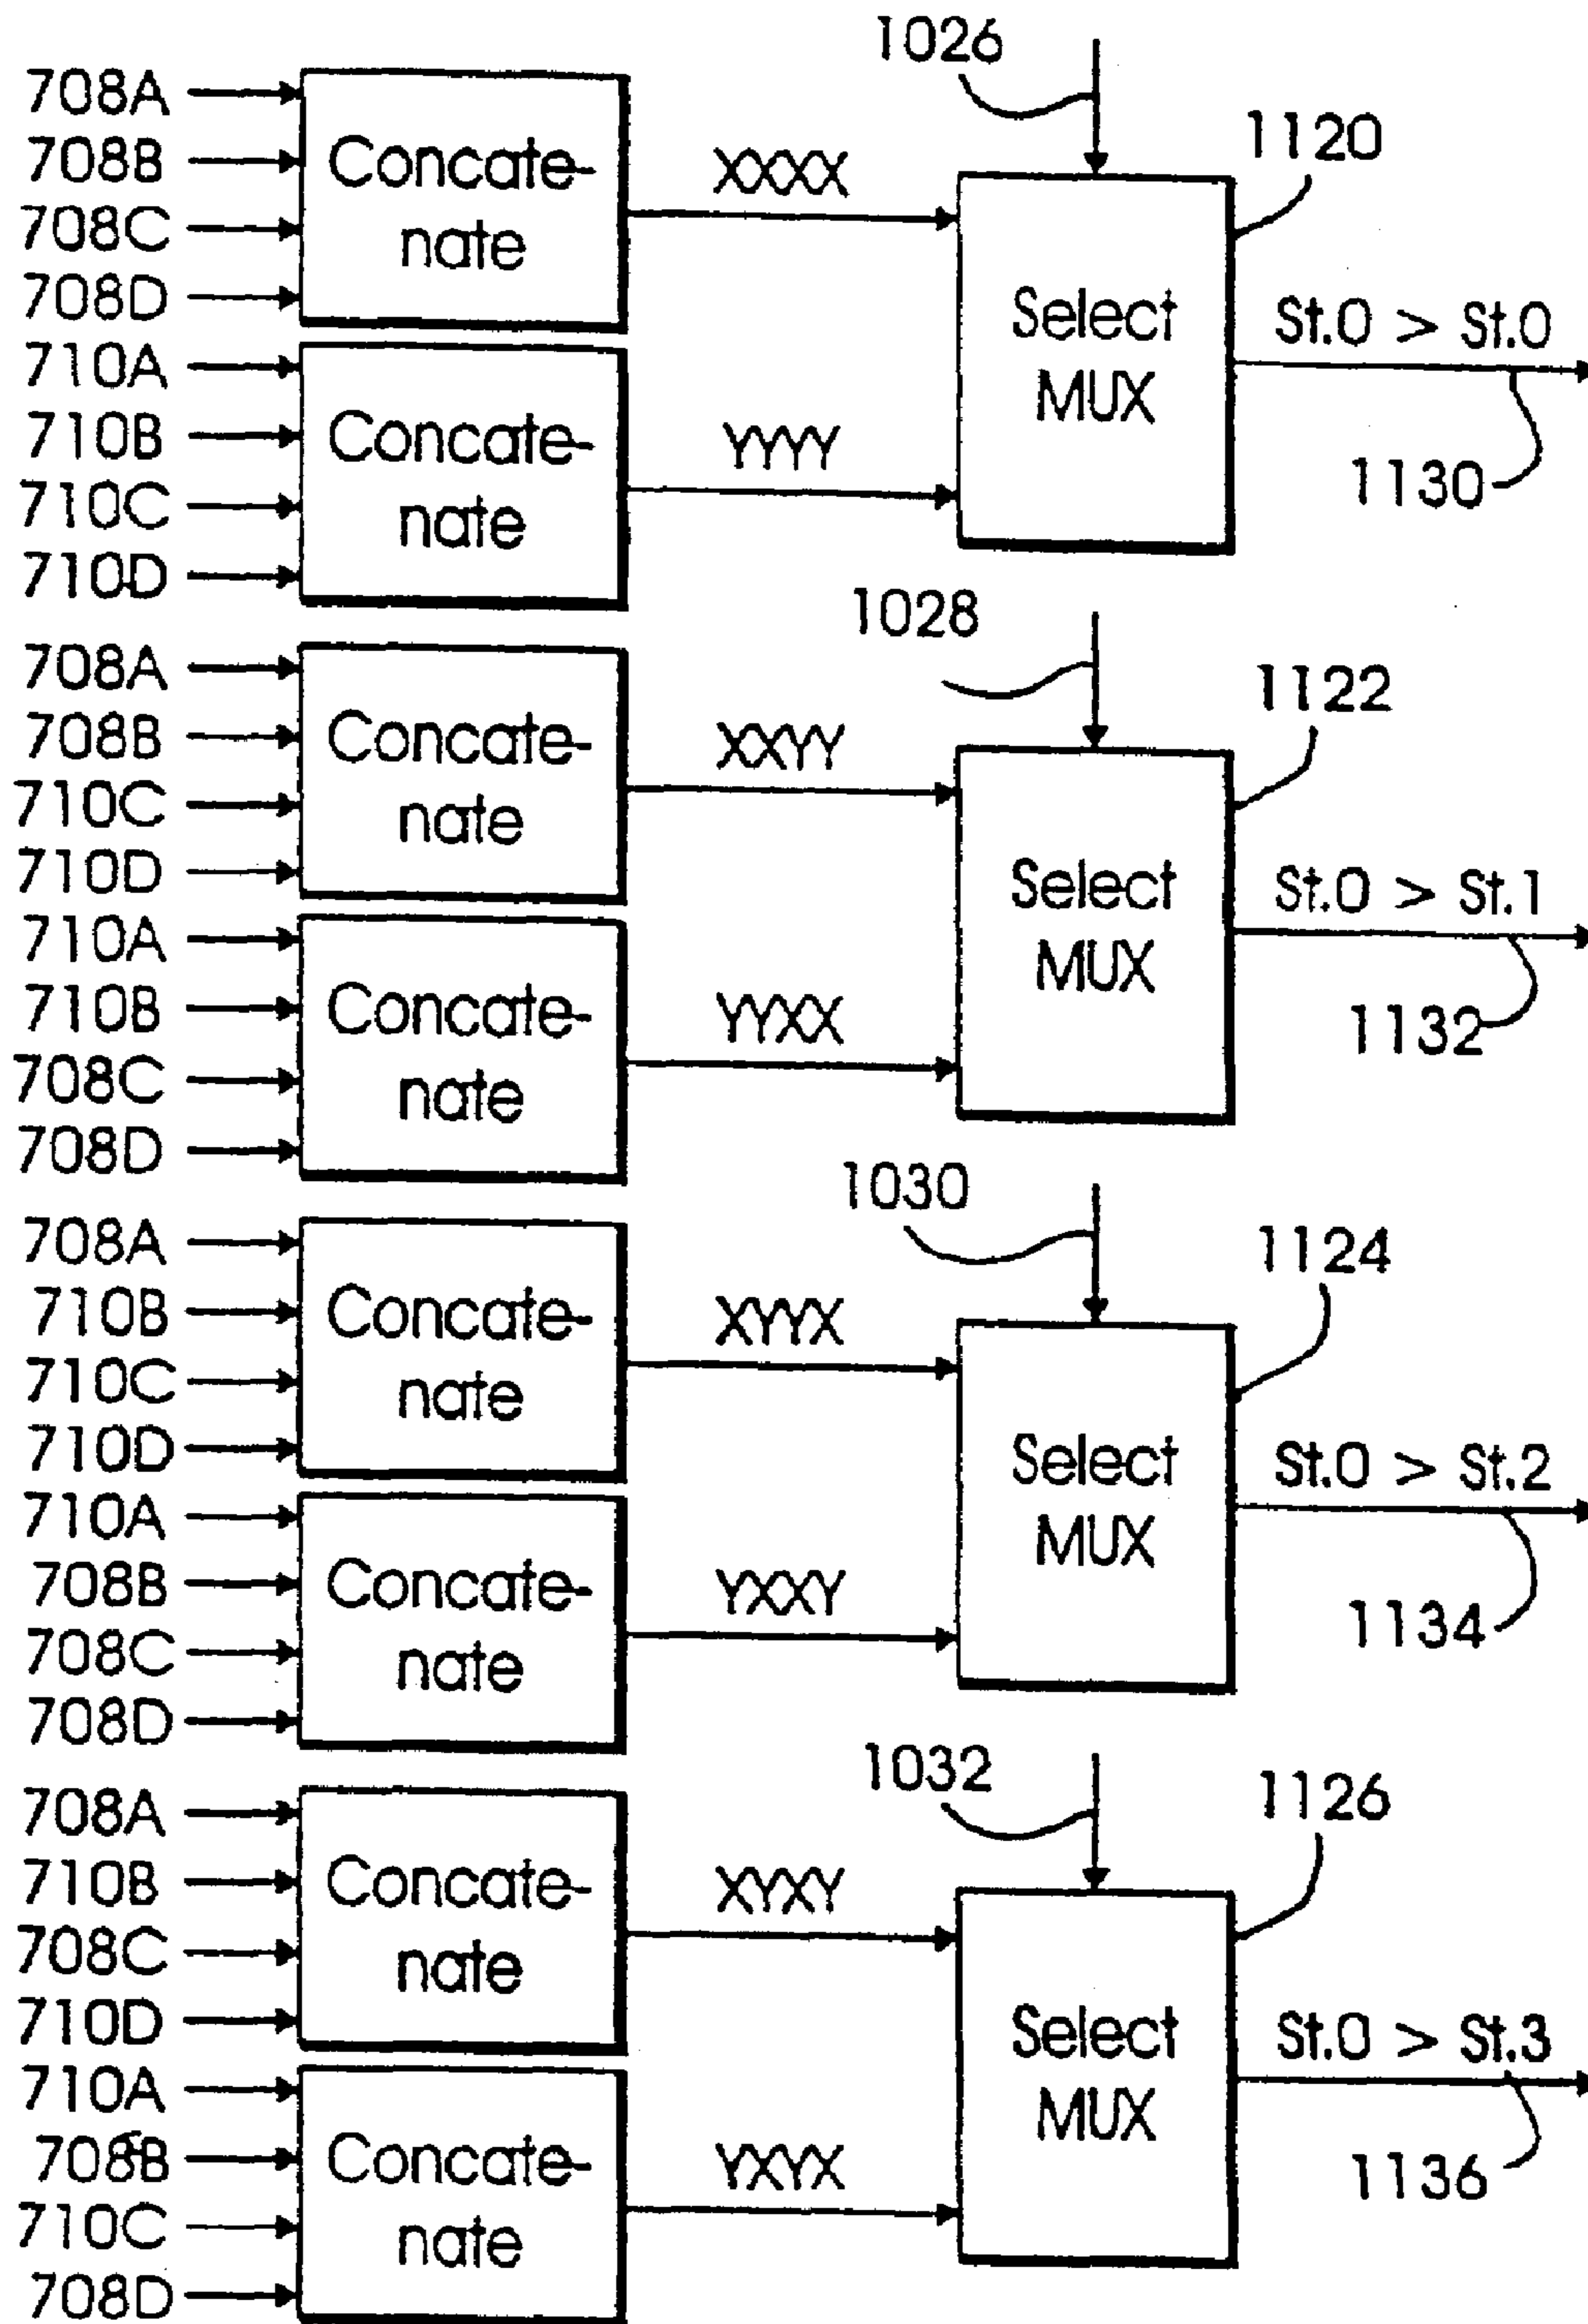 1026
708A
708B
708C
708D
Concate-
nate
XXXX
1120
Select
MUX
St.0 > St.0
1130
710A
710B
710C
710D
Concate-
nate
YYYY
1028
708A
708B
710C
710D
Concate-
nate
XXYY
1122
Select
MUX
St.0 > St.1
1132
710A
710B
708C
708D
Concate-
nate
YYXX
1030
708A
710B
710C
710D
Concate-
nate
XYYX
1124
Select
MUX
St.0 > St.2
1134
710A
708B
708C
708D
Concate-
nate
YXXY
1032
708A
710B
708C
710D
Concate-
nate
XYXY
1126
Select
MUX
St.0 > St.3
1136
710A
708B
710C
708D
Concate-
nate
YXYX